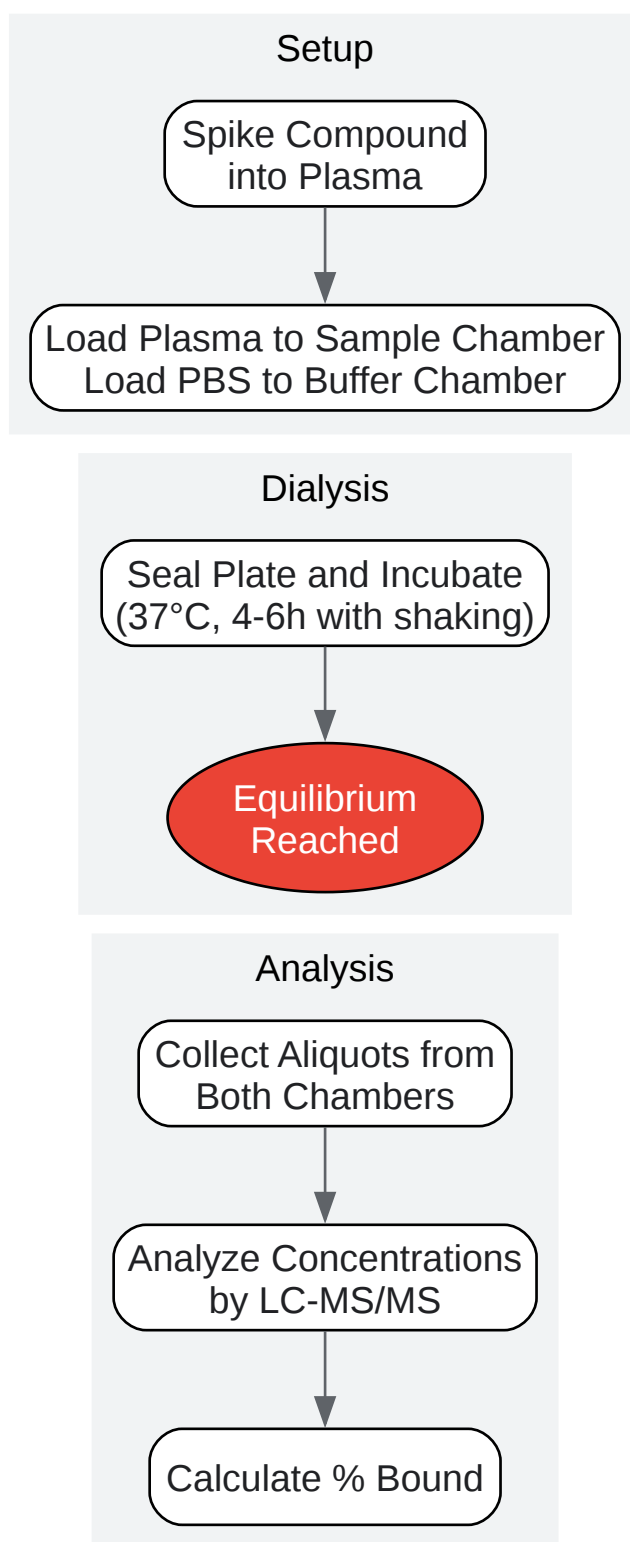 Setup
Spike Compound
into Plasma
Load Plasma to Sample Chamber
Load PBS to Buffer Chamber
Dialysis
Seal Plate and Incubate
(37°C, 4-6h with shaking)
Equilibrium
Reached
Analysis
Collect Aliquots from
Both Chambers
Analyze Concentrations
by LC-MS/MS
Calculate % Bound